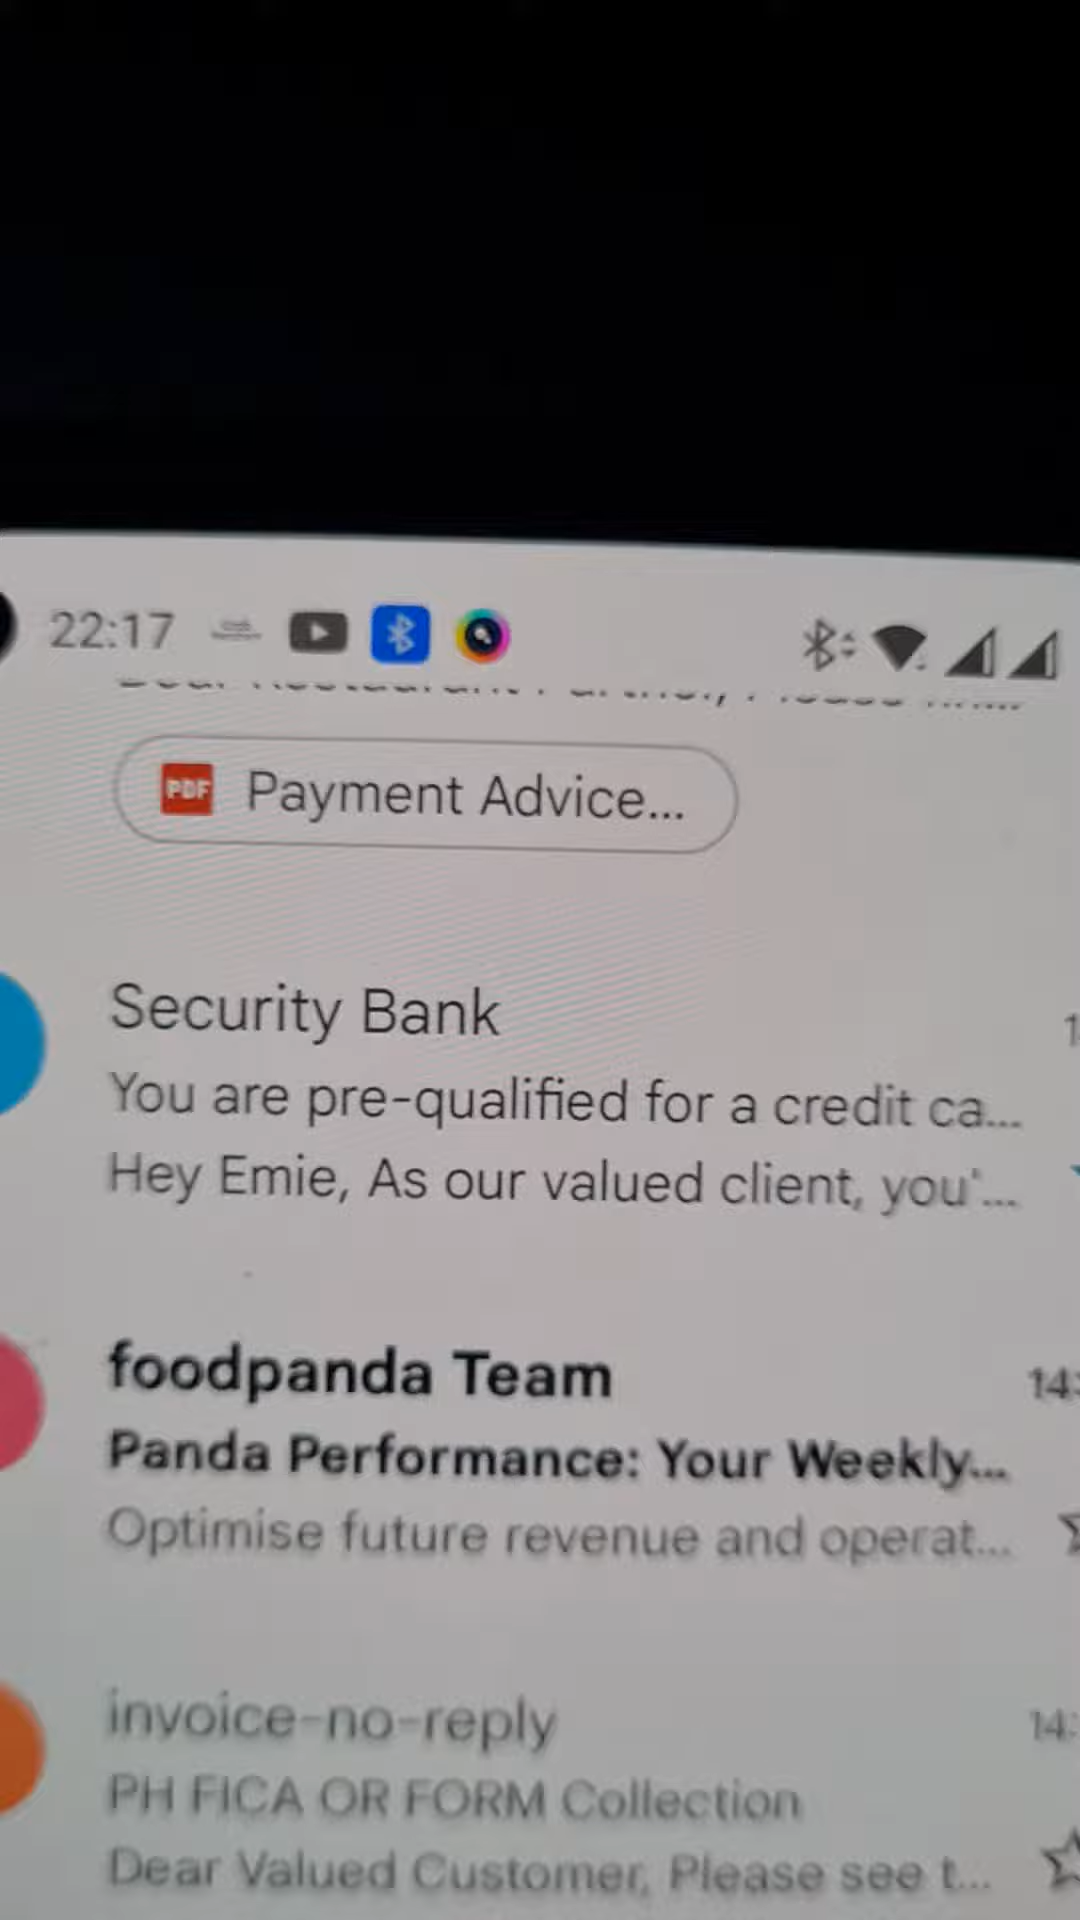 22:17
PDF Payment Advice...
Security Bank
You are pre-qualified for a credit ca...
Hey Emie, As our valued client, you'...
foodpanda Team
14:
Panda Performance: Your Weekly...
Optimise future revenue and operat...
invoice-no-reply
14:
PH FICA OR FORM Collection
Dear Valued Customer, Please see t...